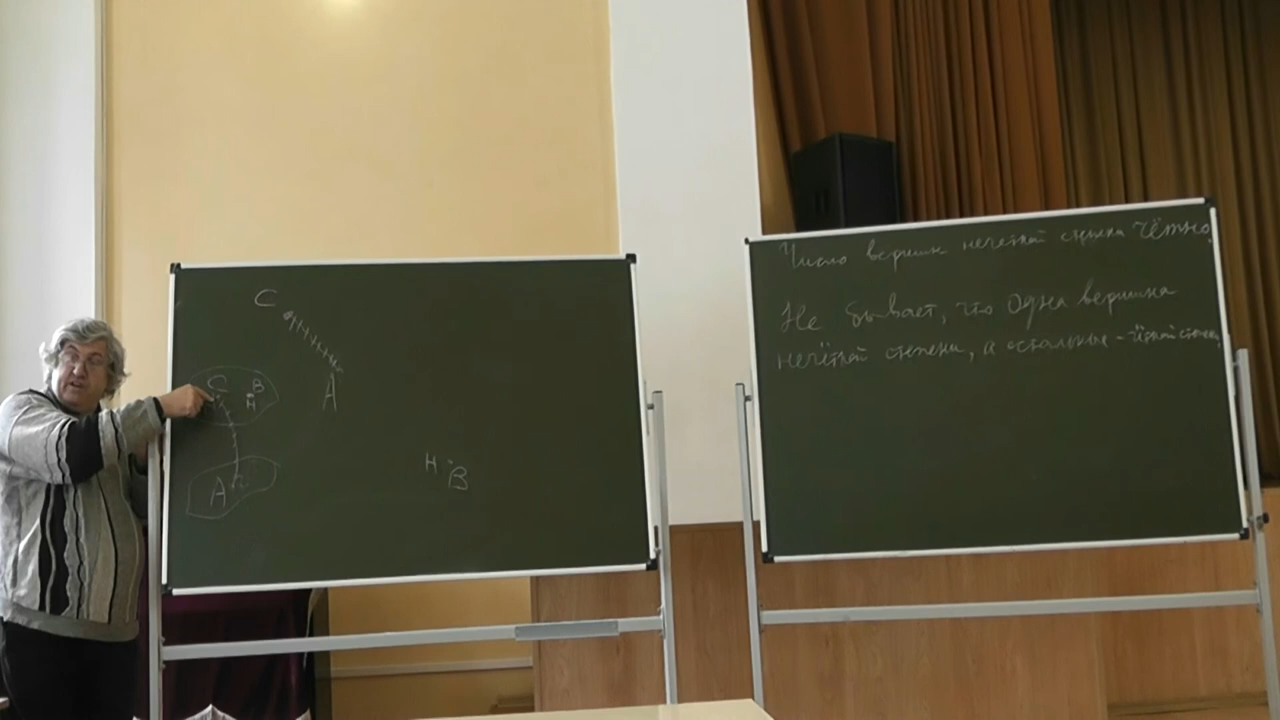 C
A
C
B
H
A
H
B
Число вершин нечётной степени чётно.
Не бывает, что одна вершина
нечётной степени, а остальные - чётной степени